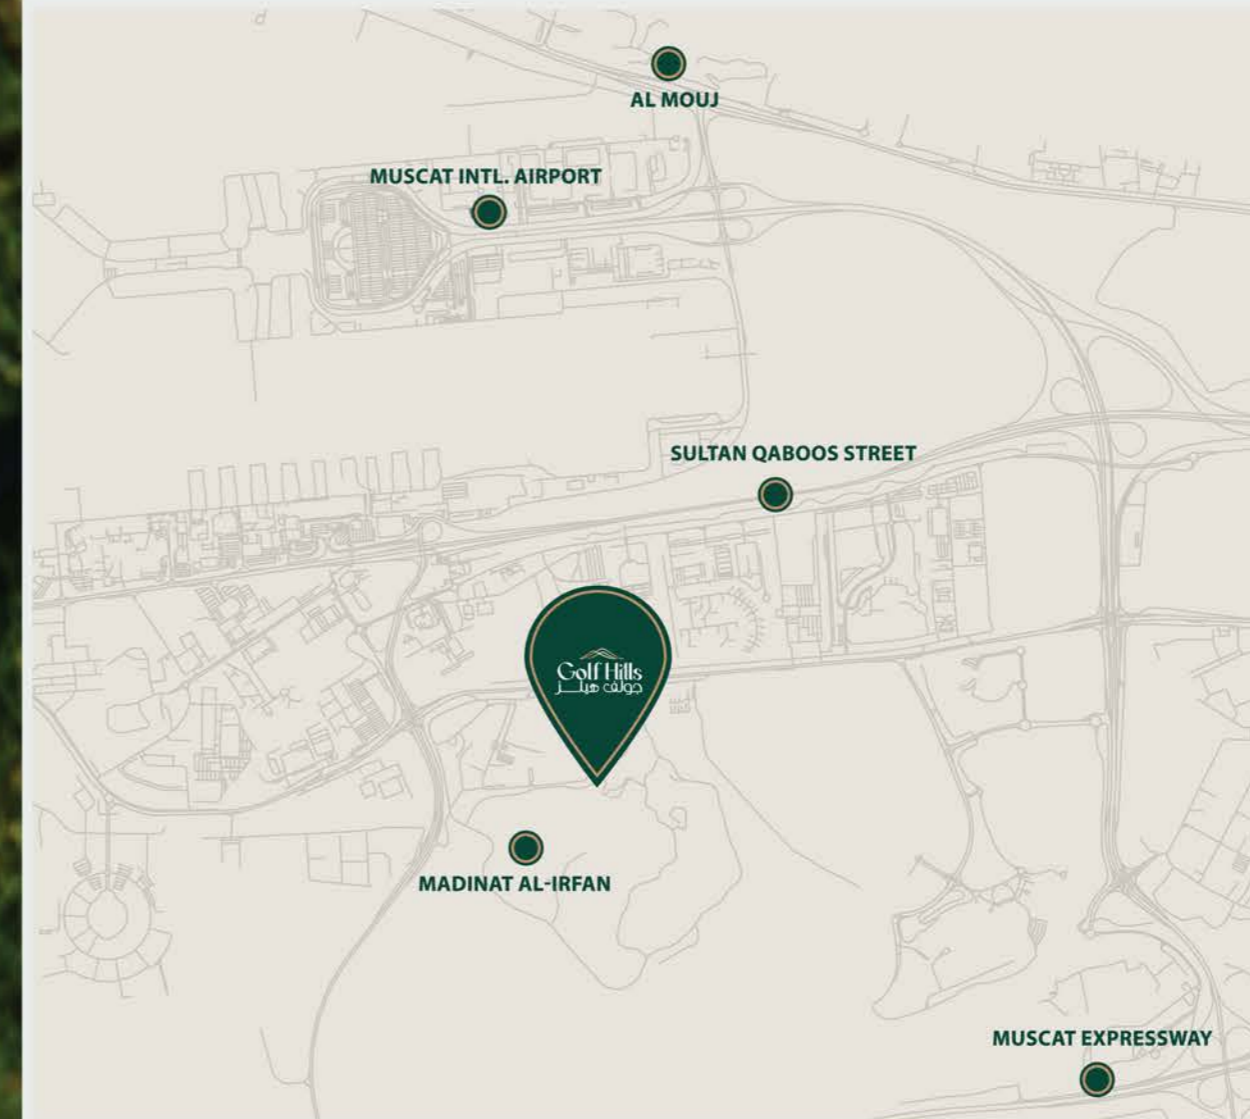 AL MOUJ
MUSCAT INTL. AIRPORT
SULTAN QABOOS STREET
Golf Hills
جولف هيلز
MADINAT AL-IRFAN
MUSCAT EXPRESSWAY